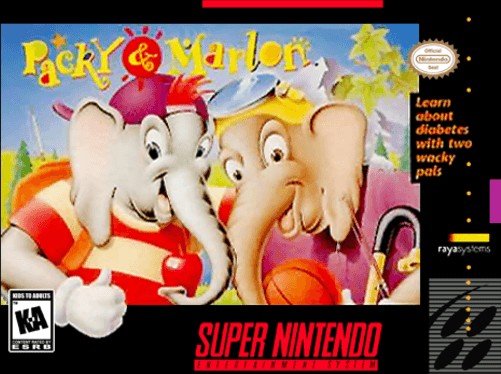 Packy & Marlon
Official
Nintendo
Seal
Learn
about
diabetes
with two
wacky
pals
rayasystems
KIDS TO ADULTS
K-A
CONTENT RATED BY
ESRB
SUPER NINTENDO
ENTERTAINMENT SYSTEM